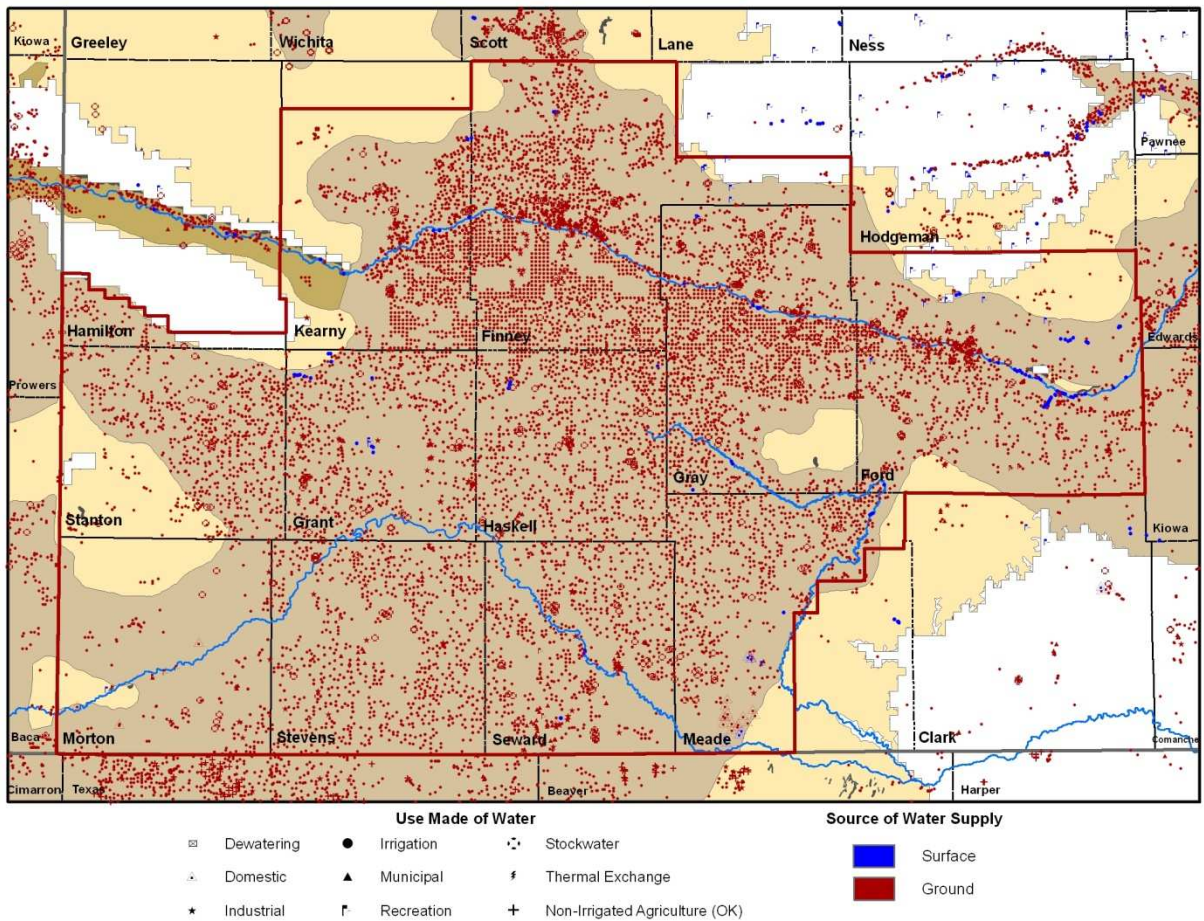 Kiowa Greeley Wichita Scott Lane Ness
Pawnee
Hodgeman
Hamilton Kearny Finney Edwards
Prowers
Gray Ford
Stanton Grant Haskell Kiowa
Baca Morton Stevens Seward Meade Clark Comanche
Cimarron Texas Beaver Harper
Use Made of Water Source of Water Supply
Dewatering Irrigation Stockwater Surface
Domestic Municipal Thermal Exchange Ground
Industrial Recreation Non-Irrigated Agriculture (OK)